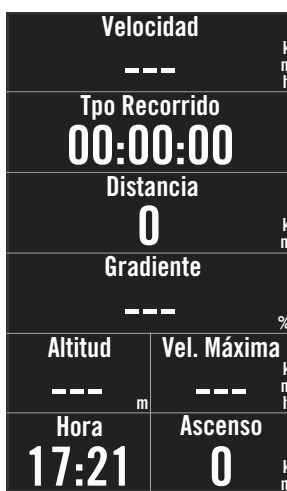 Velocidad
---
Tpo Recorrido
00:00:00
Distancia
0
Gradiente
---
%
Altitud Vel. Máxima
--- m ---
Hora Ascenso
17:21 0